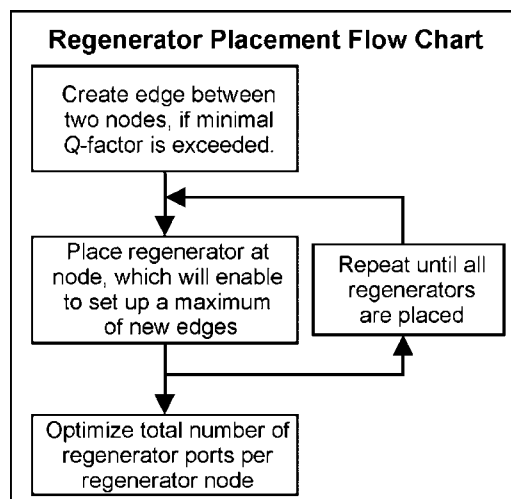 Regenerator Placement Flow Chart
Create edge between
two nodes, if minimal
Q-factor is exceeded.
Place regenerator at
node, which will enable
to set up a maximum
of new edges
Repeat until all
regenerators
are placed
Optimize total number of
regenerator ports per
regenerator node